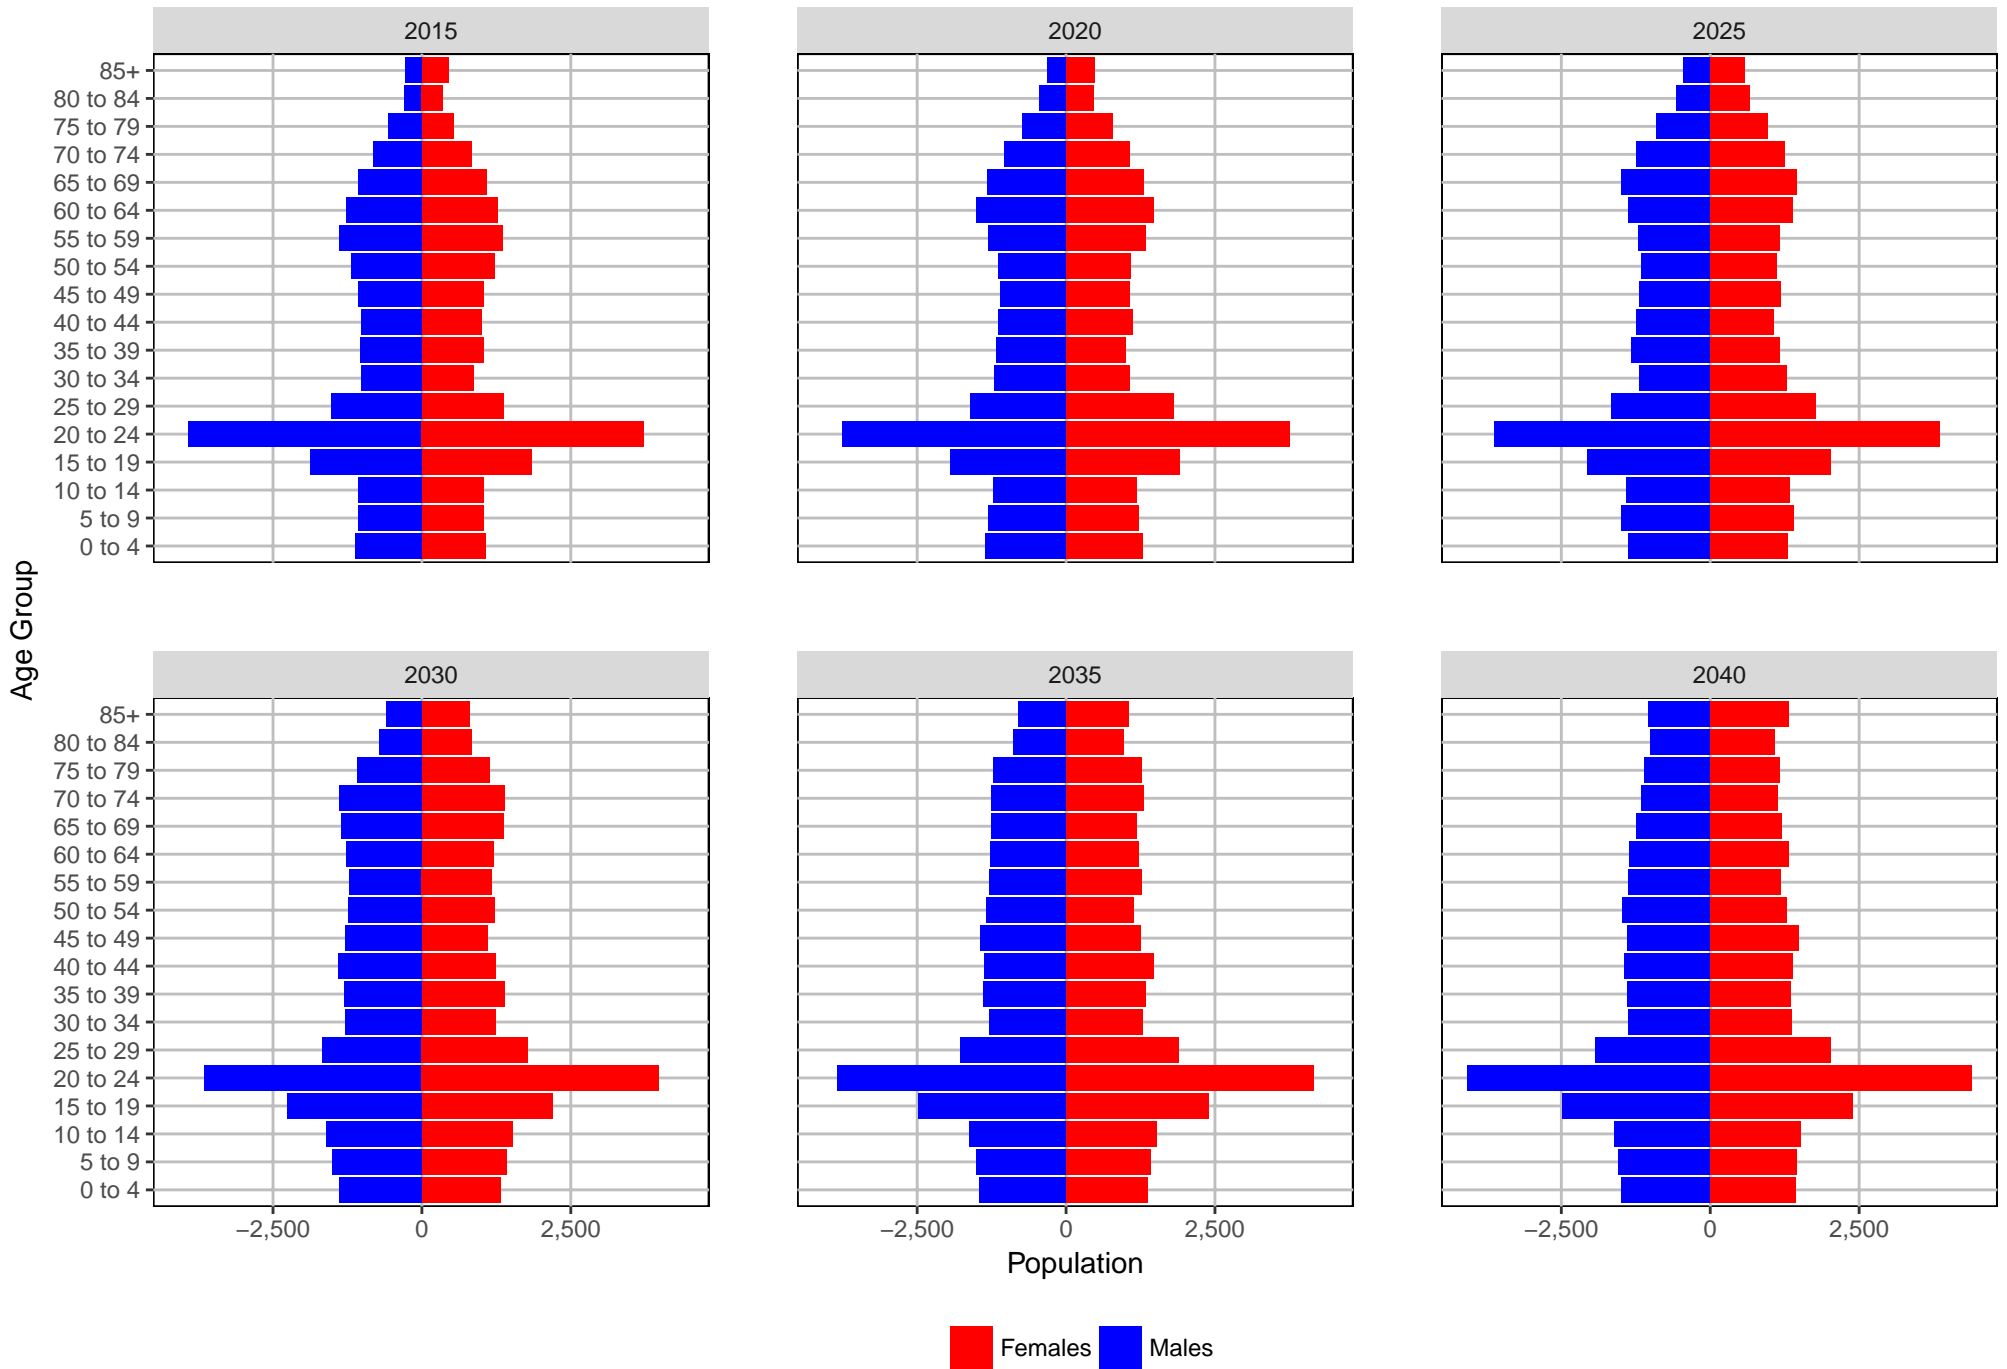 2015
2020
2025
85+
80 to 84
75 to 79
70 to 74
65 to 69
60 to 64
55 to 59
50 to 54
45 to 49
40 to 44
35 to 39
30 to 34
25 to 29
20 to 24
15 to 19
10 to 14
5 to 9
0 to 4
Age Group
2030
2035
2040
85+
80 to 84
75 to 79
70 to 74
65 to 69
60 to 64
55 to 59
50 to 54
45 to 49
40 to 44
35 to 39
30 to 34
25 to 29
20 to 24
15 to 19
10 to 14
5 to 9
0 to 4
−2,500 0 2,500
−2,500 0 2,500
−2,500 0 2,500
Population
Females Males